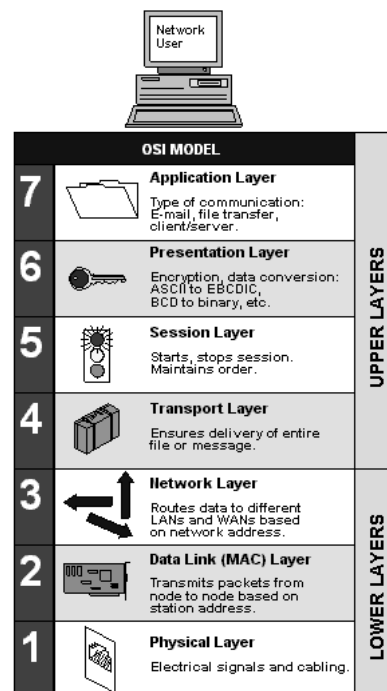 Network
User
OSI MODEL
7
Application Layer
Type of communication:
E-mail, file transfer,
client/server.
6
Presentation Layer
Encryption, data conversion:
ASCII to EBCDIC,
BCD to binary, etc.
5
Session Layer
Starts, stops session.
Maintains order.
4
Transport Layer
Ensures delivery of entire
file or message.
UPPER LAYERS
3
Network Layer
Routes data to different
LANs and WANs based
on network address.
2
Data Link (MAC) Layer
Transmits packets from
node to node based on
station address.
1
Physical Layer
Electrical signals and cabling.
LOWER LAYERS